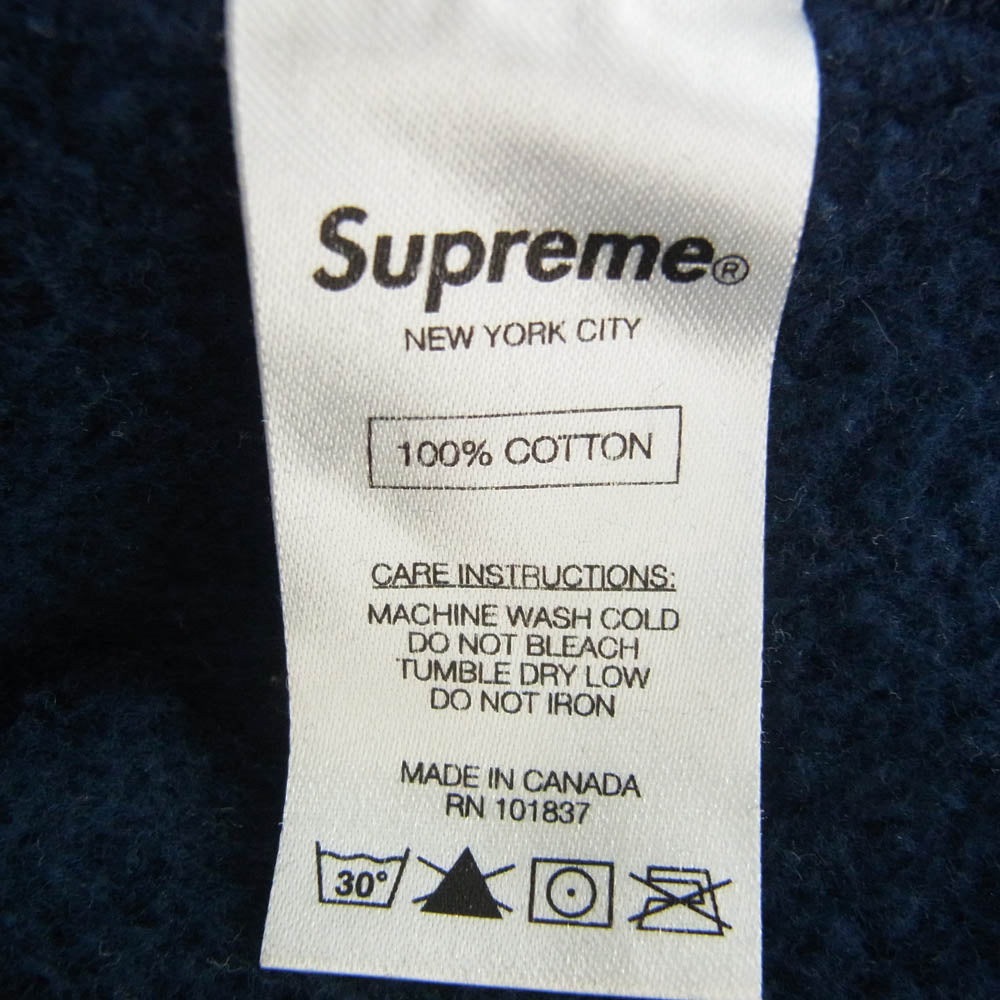 Supreme®
NEW YORK CITY
100% COTTON
CARE INSTRUCTIONS:
MACHINE WASH COLD
DO NOT BLEACH
TUMBLE DRY LOW
DO NOT IRON
MADE IN CANADA
RN 101837
30°